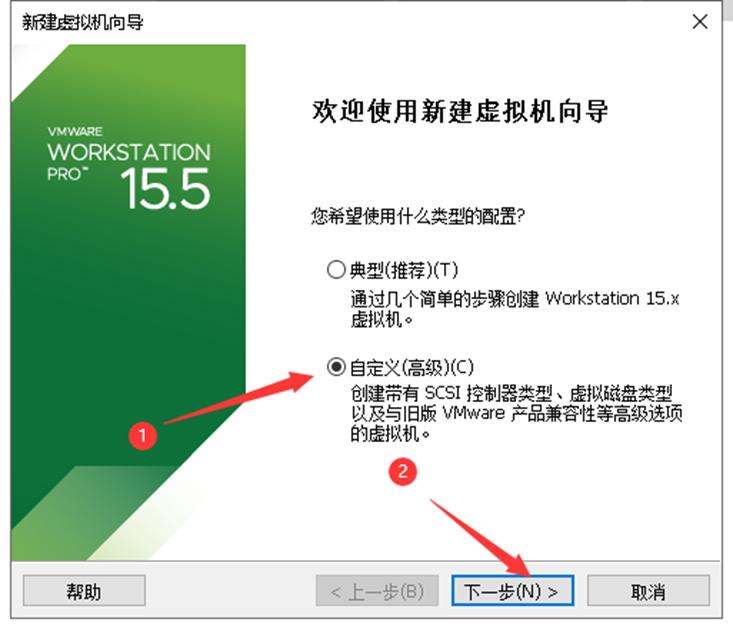 新建虚拟机向导
VMWARE
WORKSTATION
PRO™ 15.5
欢迎使用新建虚拟机向导
您希望使用什么类型的配置?
典型(推荐)(T)
通过几个简单的步骤创建 Workstation 15.x
虚拟机。
自定义(高级)(C)
创建带有 SCSI 控制器类型、虚拟磁盘类型
以及与旧版 VMware 产品兼容性等高级选项
的虚拟机。
1
2
帮助
< 上一步(B)
下一步(N) >
取消